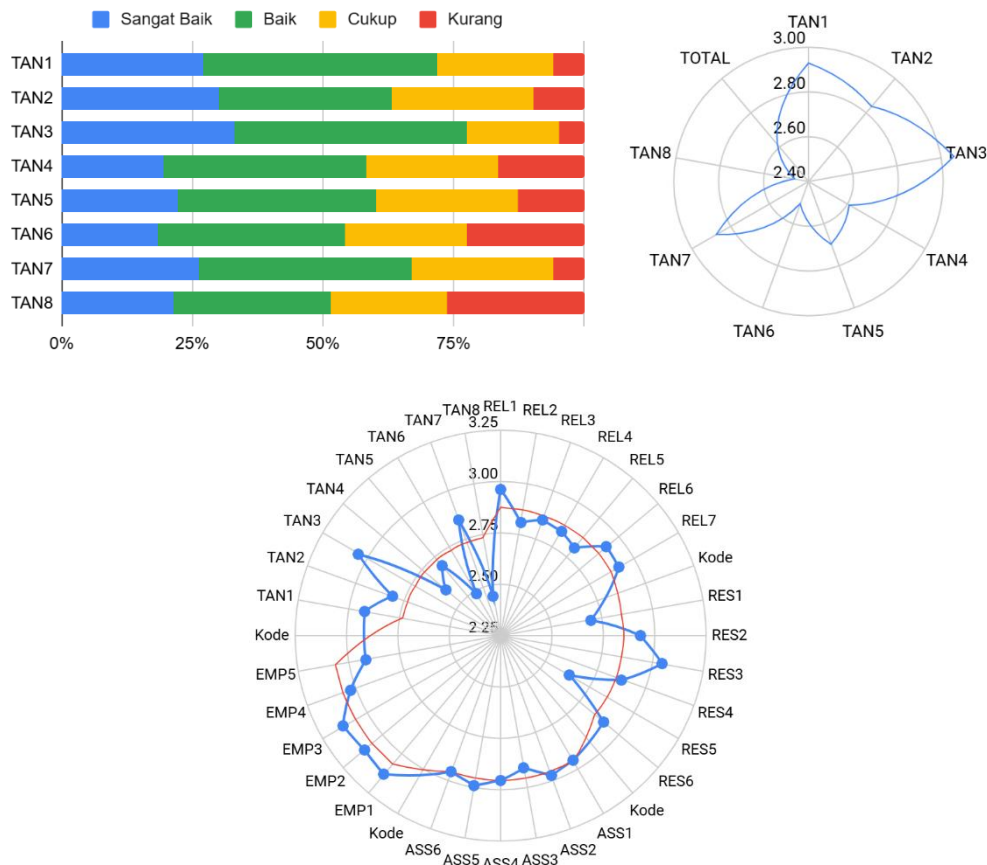 Sangat Baik Baik Cukup Kurang
TAN1
TAN2
TAN3
TAN4
TAN5
TAN6
TAN7
TAN8
0% 25% 50% 75%
TAN1
3.00
TOTAL TAN2
2.80
2.60
TAN8 TAN3
2.40
TAN7 TAN4
TAN6 TAN5
TAN8 REL1 REL2
TAN7 3.25 REL3
TAN6 REL4
TAN5 3.00 REL5
TAN4 REL6
TAN3 2.75 REL7
TAN2 2.50 Kode
TAN1 RES1
Kode 2.25 RES2
EMP5 RES3
EMP4 RES4
EMP3 RES5
EMP2 RES6
EMP1 Kode
Kode ASS1
ASS6 ASS2
ASS5 ASS4 ASS3